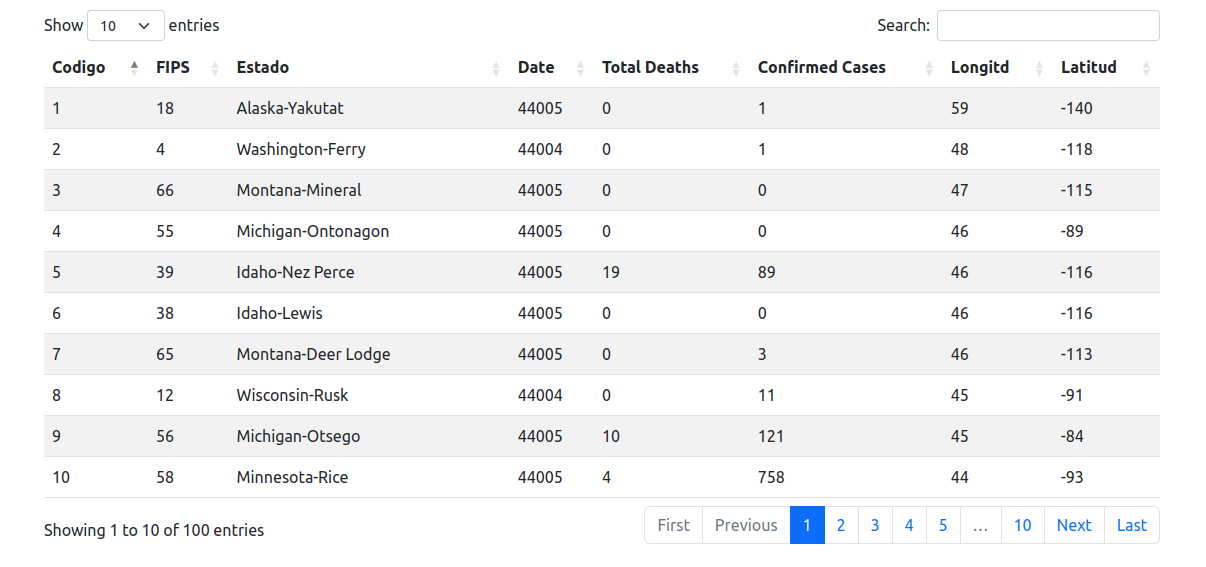 Show 10 entries Search:
Codigo FIPS Estado Date Total Deaths Confirmed Cases Longitd Latitud
1 18 Alaska-Yakutat 44005 0 1 59 -140
2 4 Washington-Ferry 44004 0 1 48 -118
3 66 Montana-Mineral 44005 0 0 47 -115
4 55 Michigan-Ontonagon 44005 0 0 46 -89
5 39 Idaho-Nez Perce 44005 19 89 46 -116
6 38 Idaho-Lewis 44005 0 0 46 -116
7 65 Montana-Deer Lodge 44005 0 3 46 -113
8 12 Wisconsin-Rusk 44004 0 11 45 -91
9 56 Michigan-Otsego 44005 10 121 45 -84
10 58 Minnesota-Rice 44005 4 758 44 -93
Showing 1 to 10 of 100 entries First Previous 1 2 3 4 5 … 10 Next Last